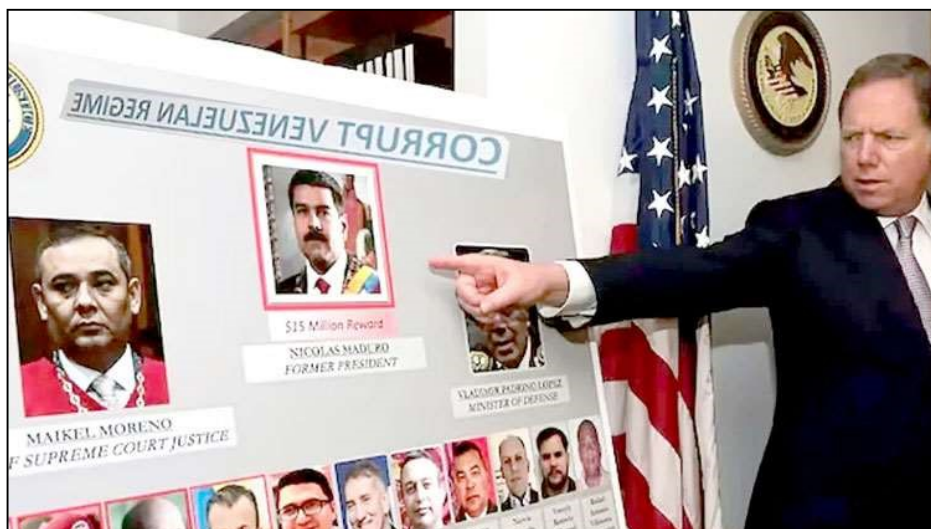 CORRUPT VENEZUELAN REGIME
$15 Million Reward
NICOLAS MADURO
FORMER PRESIDENT
VLADIMIR PADRINO LOPEZ
MINISTER OF DEFENSE
MAIKEL MORENO
F SUPREME COURT JUSTICE